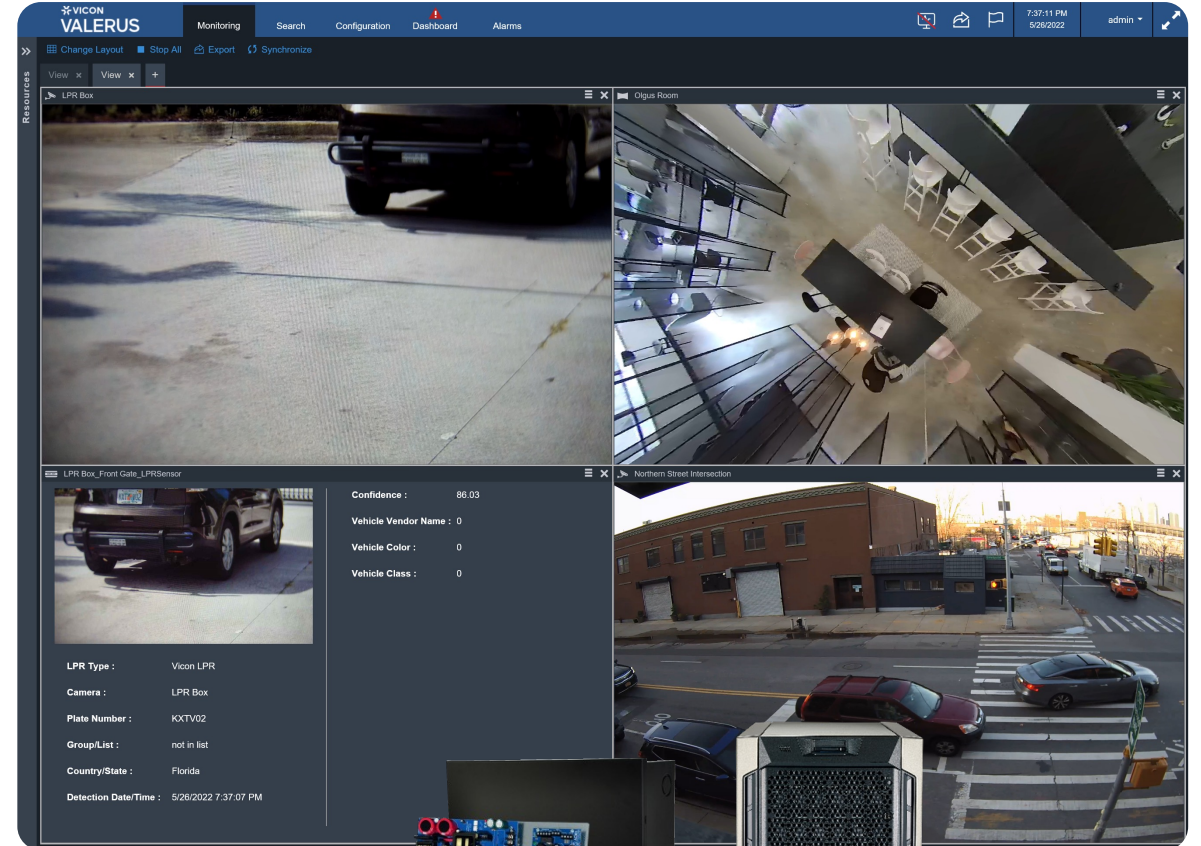 VICON
VALERUS
Monitoring
Search
Configuration
Dashboard
Alarms
7:37:11 PM
5/26/2022
admin
Change Layout
Stop All
Export
Synchronize
Resources
View
View
LPR Box
Olgus Room
LPR Box_Front Gate_LPRSensor
Northern Street Intersection
Confidence : 86.03
Vehicle Vendor Name : 0
Vehicle Color : 0
Vehicle Class : 0
LPR Type : Vicon LPR
Camera : LPR Box
Plate Number : KXTV02
Group/List : not in list
Country/State : Florida
Detection Date/Time : 5/26/2022 7:37:07 PM